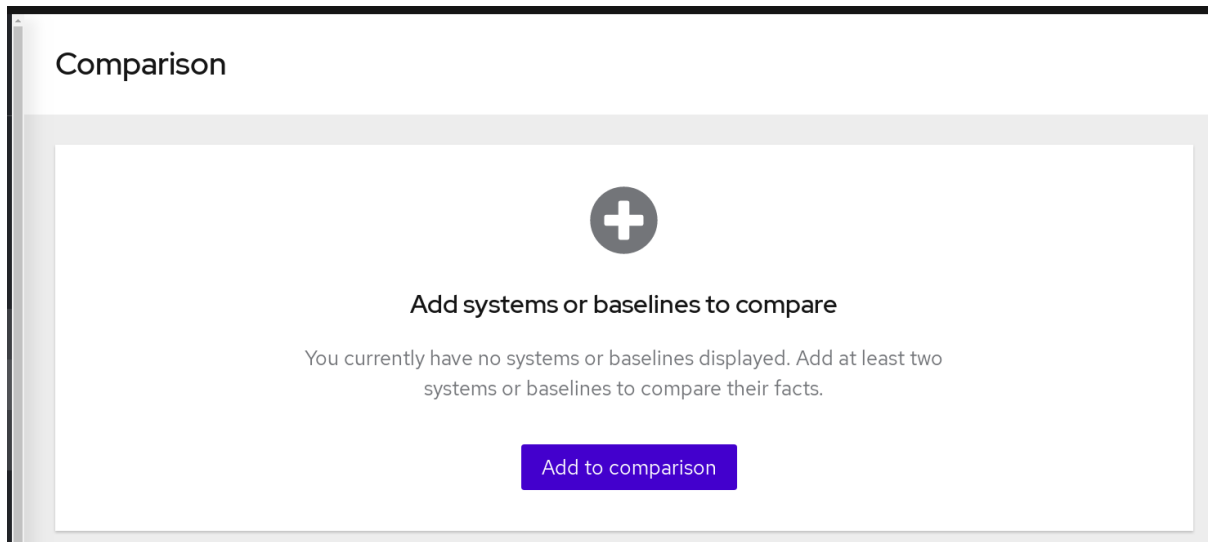 Comparison
Add systems or baselines to compare
You currently have no systems or baselines displayed. Add at least two
systems or baselines to compare their facts.
Add to comparison